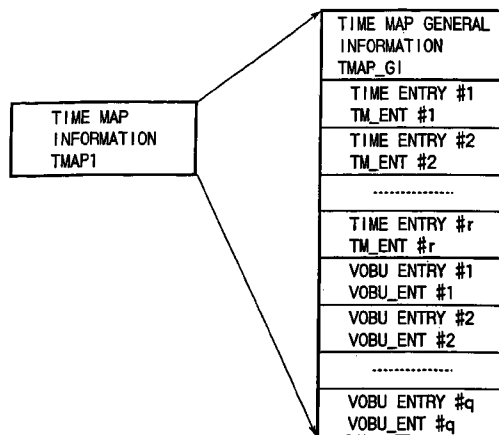 TIME MAP
INFORMATION
TMAP1
TIME MAP GENERAL
INFORMATION
TMAP_GI
TIME ENTRY #1
TM_ENT #1
TIME ENTRY #2
TM_ENT #2
TIME ENTRY #r
TM_ENT #r
VOBU ENTRY #1
VOBU_ENT #1
VOBU ENTRY #2
VOBU_ENT #2
VOBU ENTRY #q
VOBU_ENT #q